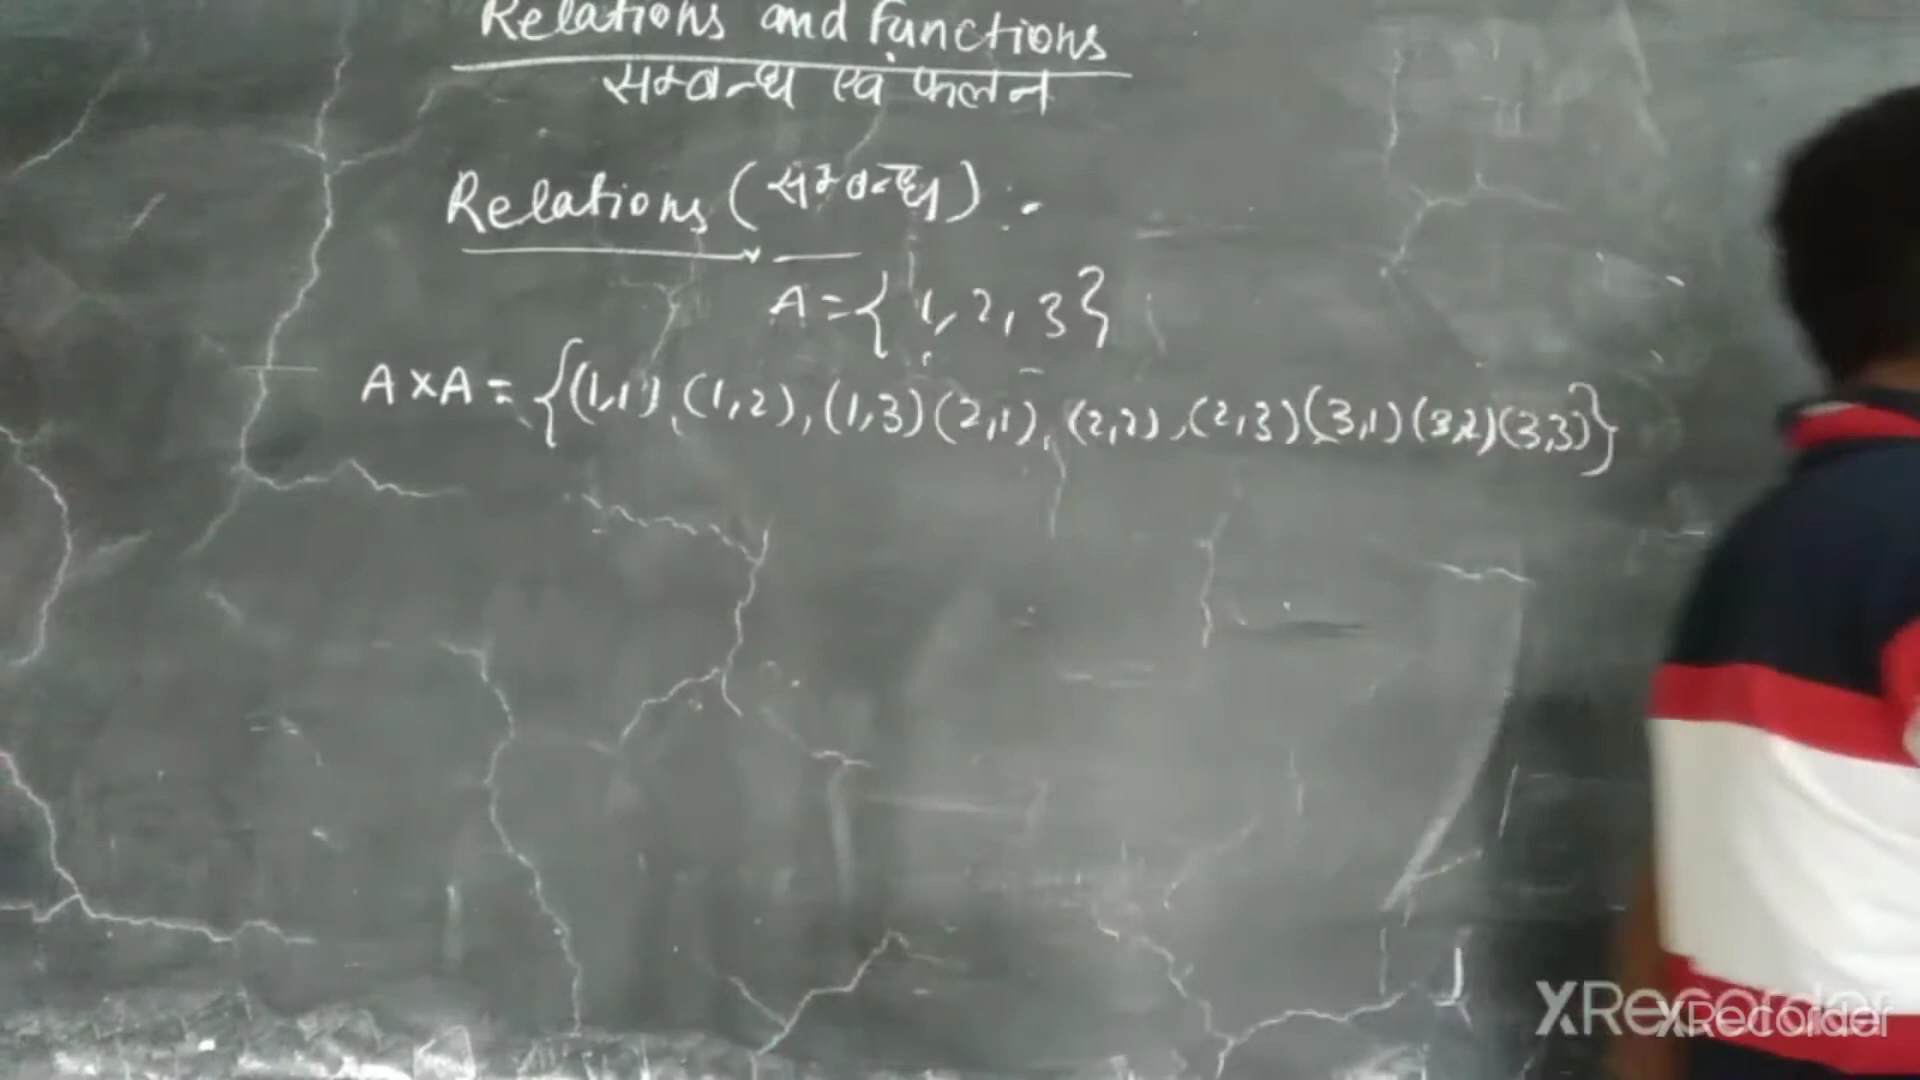 Relations and Functions
सम्बन्ध एवं फलन
Relations (सम्बन्ध) :
A = { 1, 2, 3 }
A × A = {(1,1), (1,2), (1,3) (2,1), (2,2), (2,3) (3,1) (3,2) (3,3)}
XRecorder
XRecorder